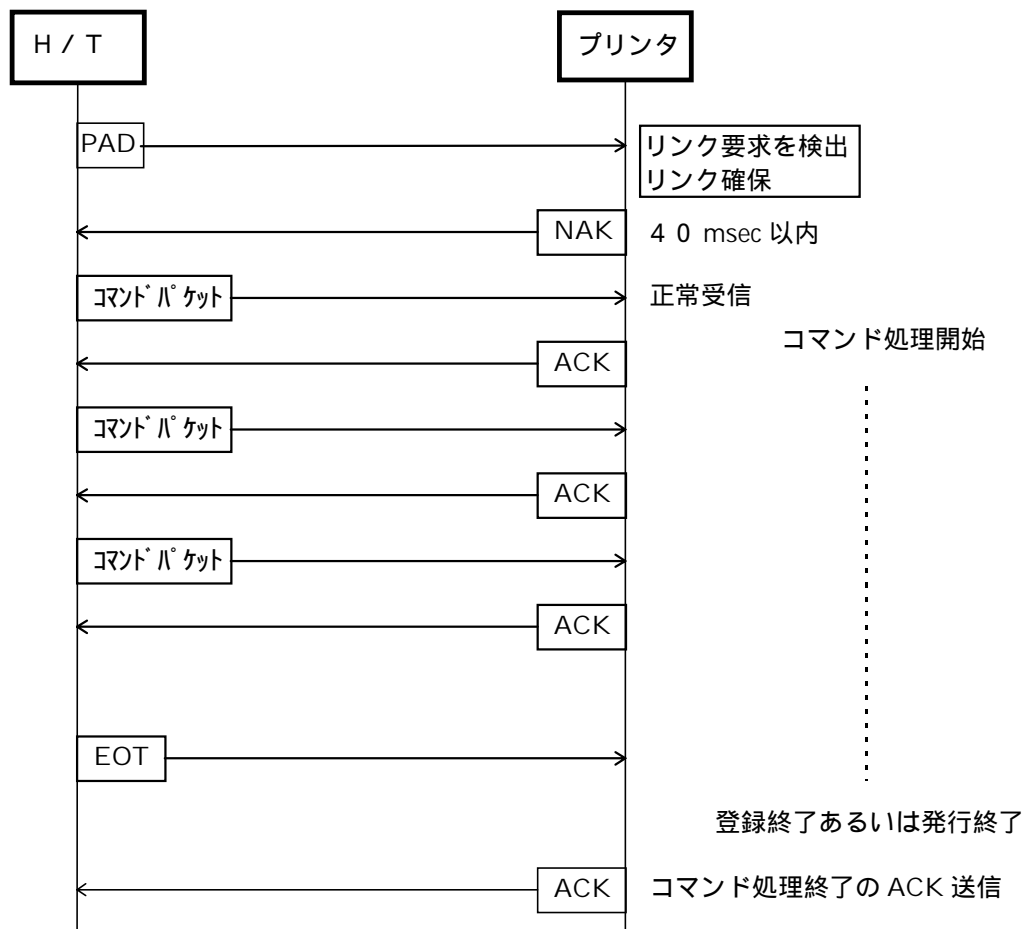 Ｈ／Ｔ
プリンタ
PAD
リンク要求を検出
リンク確保
NAK
４０ msec 以内
ｺﾏﾝﾄﾞﾊﾟｹｯﾄ
正常受信
コマンド処理開始
ACK
ｺﾏﾝﾄﾞﾊﾟｹｯﾄ
ACK
ｺﾏﾝﾄﾞﾊﾟｹｯﾄ
ACK
EOT
登録終了あるいは発行終了
ACK
コマンド処理終了の ACK 送信